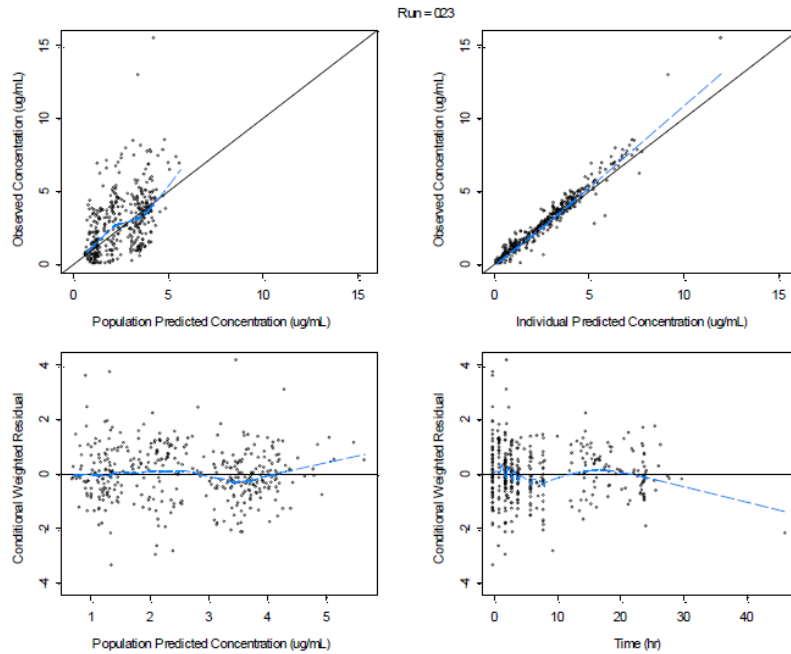 Run = 023
Observed Concentration (ug/mL)
15
10
5
0
0 5 10 15
Population Predicted Concentration (ug/mL)
Observed Concentration (ug/mL)
15
10
5
0
0 5 10 15
Individual Predicted Concentration (ug/mL)
Conditional Weighted Residual
4
2
0
-2
-4
1 2 3 4 5
Population Predicted Concentration (ug/mL)
Conditional Weighted Residual
4
2
0
-2
-4
0 10 20 30 40
Time (hr)